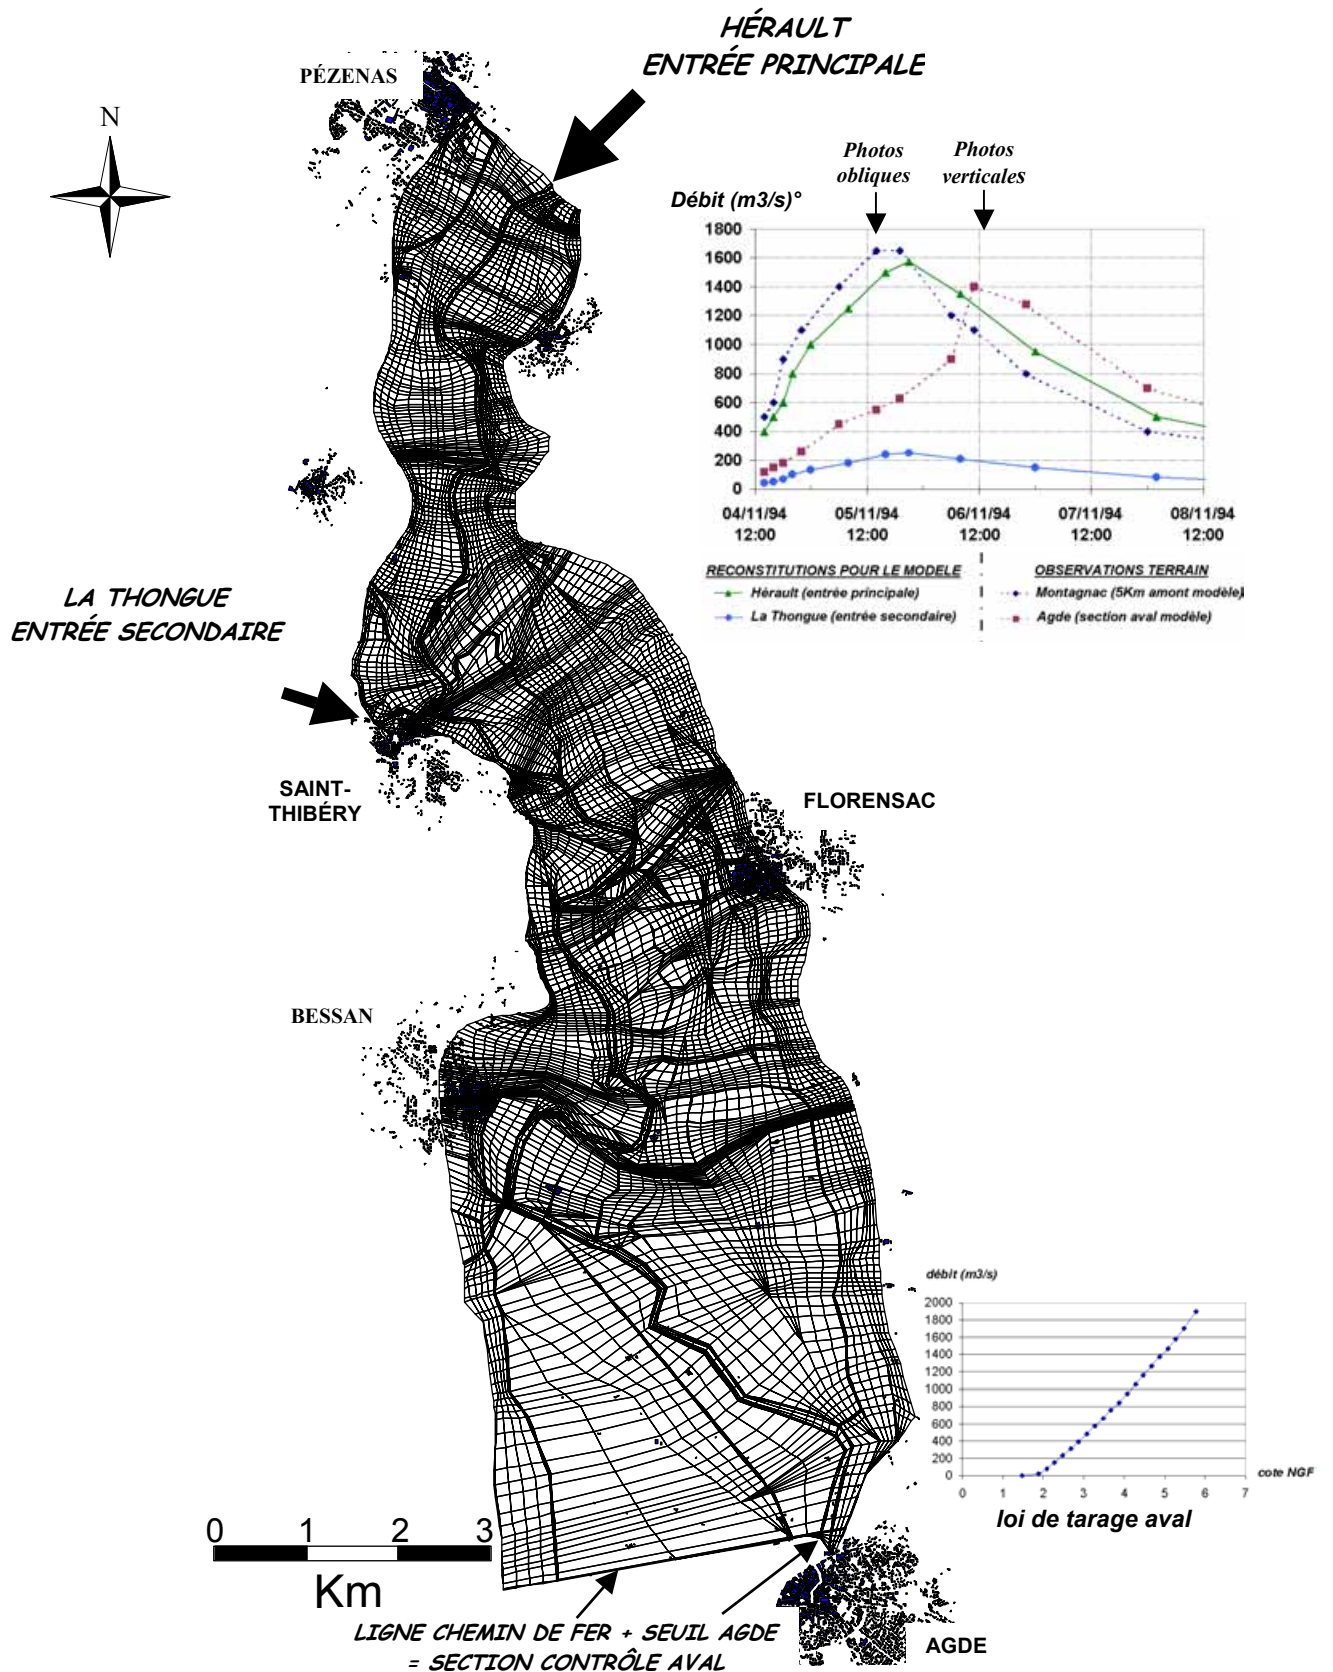 HÉRAULT
ENTRÉE PRINCIPALE
PÉZENAS
N
Photos
obliques
Photos
verticales
Débit (m3/s)°
1800
1600
1400
1200
1000
800
600
400
200
0
04/11/94
12:00
05/11/94
12:00
06/11/94
12:00
07/11/94
12:00
08/11/94
12:00
RECONSTITUTIONS POUR LE MODELE
Hérault (entrée principale)
La Thongue (entrée secondaire)
OBSERVATIONS TERRAIN
Montagnac (5Km amont modèle)
Agde (section aval modèle)
LA THONGUE
ENTRÉE SECONDAIRE
SAINT-
THIBÉRY
FLORENSAC
BESSAN
débit (m3/s)
2000
1800
1600
1400
1200
1000
800
600
400
200
0
0 1 2 3 4 5 6 7
cote NGF
loi de tarage aval
0 1 2 3
Km
LIGNE CHEMIN DE FER + SEUIL AGDE
= SECTION CONTRÔLE AVAL
AGDE